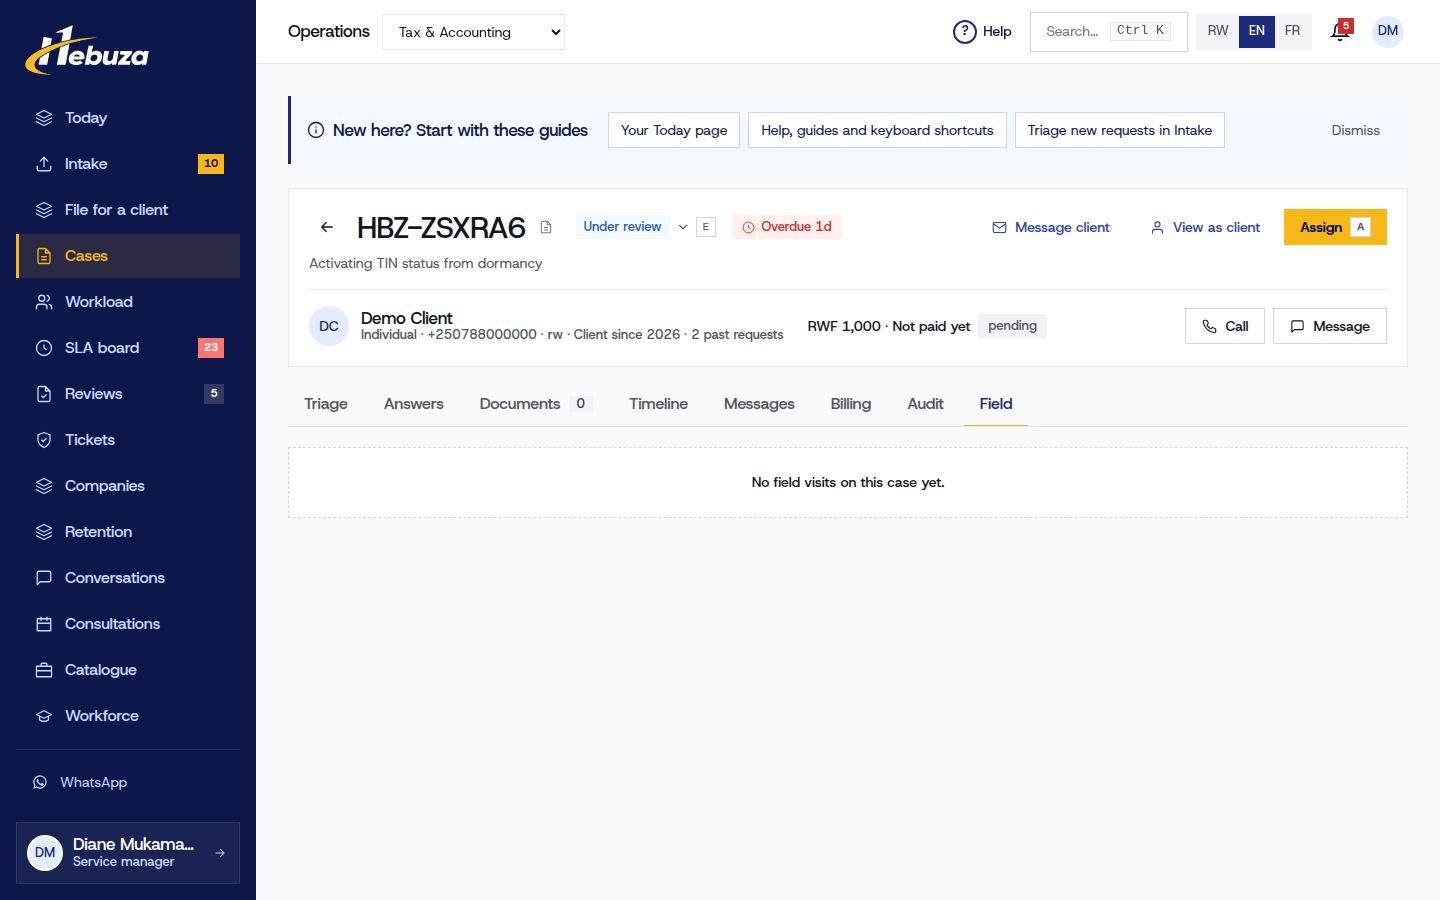 Hebuza
Today
Intake 10
File for a client
Cases
Workload
SLA board 23
Reviews 5
Tickets
Companies
Retention
Conversations
Consultations
Catalogue
Workforce
WhatsApp
DM Diane Mukama...
Service manager
Operations Tax & Accounting ? Help Search... Ctrl K RW EN FR 5 DM
New here? Start with these guides Your Today page Help, guides and keyboard shortcuts Triage new requests in Intake Dismiss
HBZ-ZSXRA6 Under review E Overdue 1d Message client View as client Assign A
Activating TIN status from dormancy
DC Demo Client
Individual · +250788000000 · rw · Client since 2026 · 2 past requests
RWF 1,000 · Not paid yet pending Call Message
Triage Answers Documents 0 Timeline Messages Billing Audit Field
No field visits on this case yet.